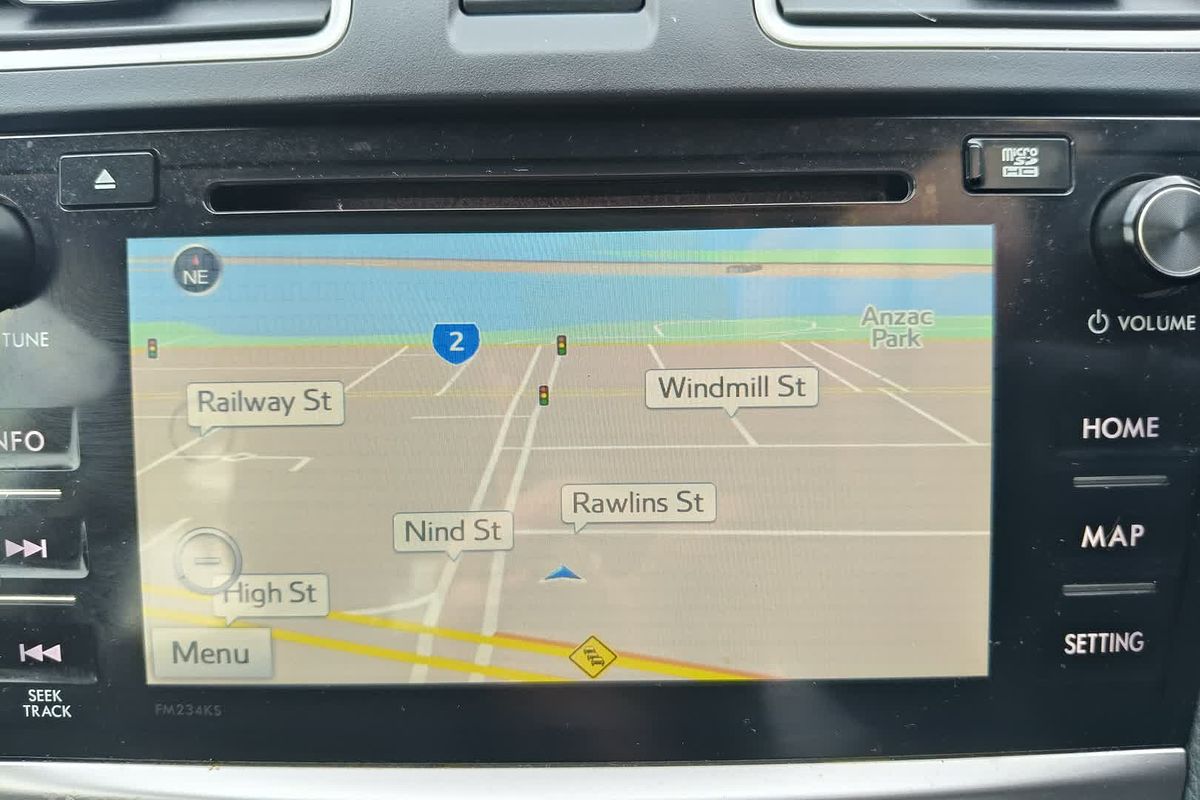 MICRO
SD
HC
NE
TUNE
VOLUME
2
Anzac
Park
Railway St
Windmill St
HOME
NFO
Rawlins St
Nind St
MAP
High St
Menu
SETTING
SEEK
TRACK
FM234KS